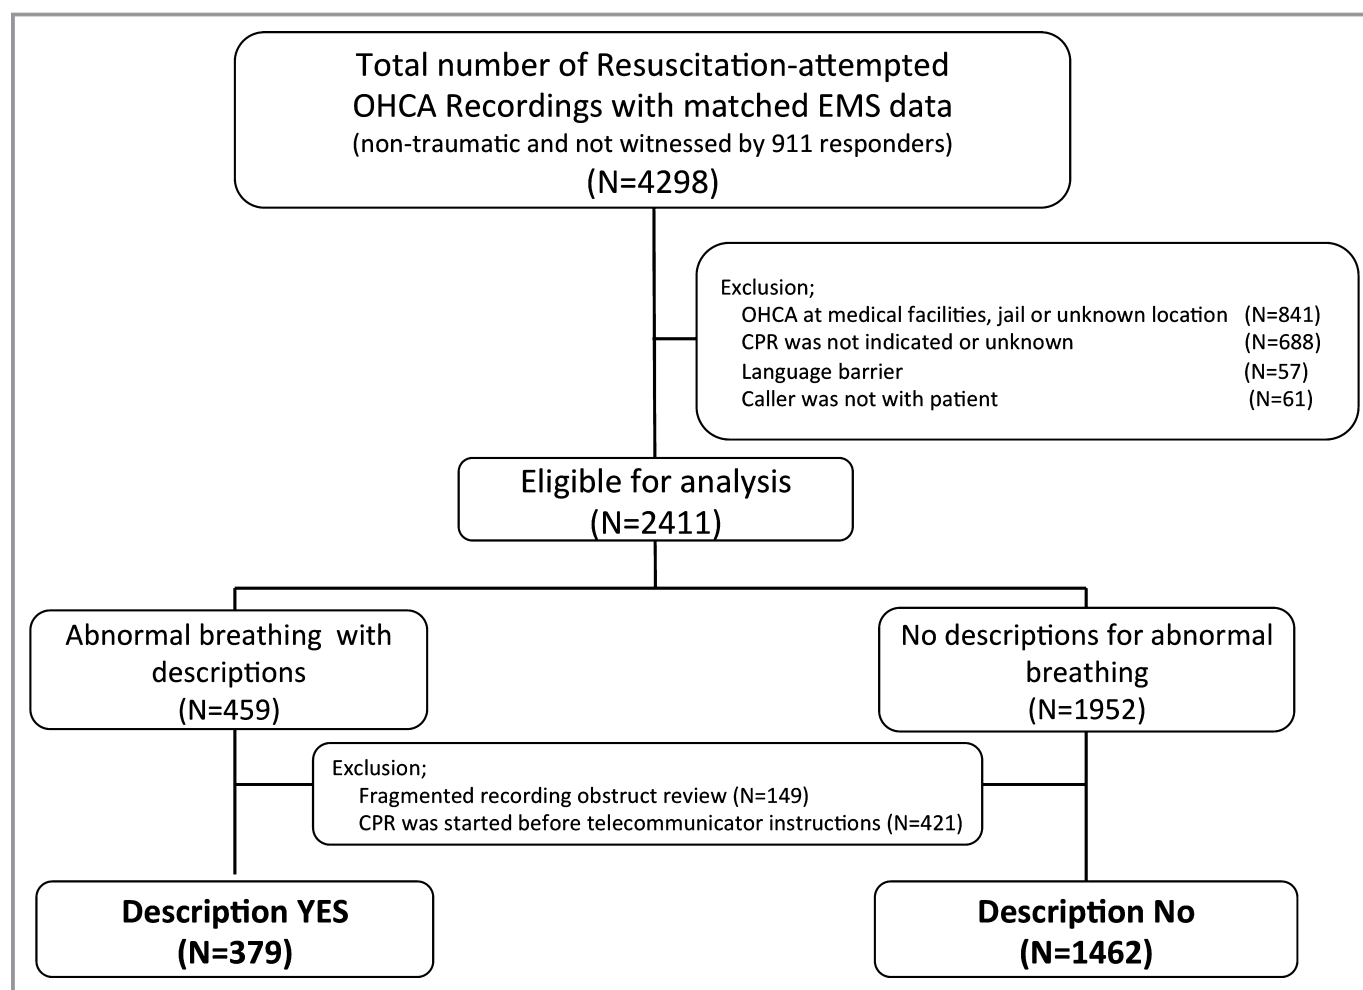 Total number of Resuscitation-attempted
OHCA Recordings with matched EMS data
(non-traumatic and not witnessed by 911 responders)
(N=4298)
Exclusion;
OHCA at medical facilities, jail or unknown location (N=841)
CPR was not indicated or unknown (N=688)
Language barrier (N=57)
Caller was not with patient (N=61)
Eligible for analysis
(N=2411)
Abnormal breathing with
descriptions
(N=459)
No descriptions for abnormal
breathing
(N=1952)
Exclusion;
Fragmented recording obstruct review (N=149)
CPR was started before telecommunicator instructions (N=421)
Description YES
(N=379)
Description No
(N=1462)